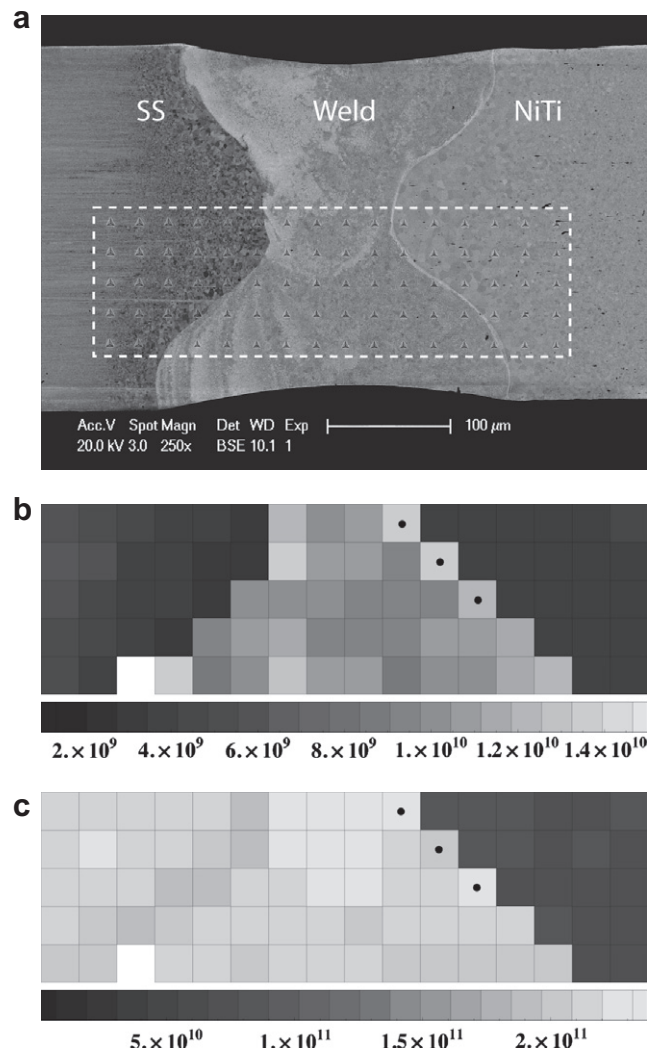 a
SS Weld NiTi
Acc.V Spot Magn Det WD Exp 100 μm
20.0 kV 3.0 250x BSE 10.1 1
b
2.×10⁹ 4.×10⁹ 6.×10⁹ 8.×10⁹ 1.×10¹⁰ 1.2×10¹⁰ 1.4×10¹⁰
c
5.×10¹⁰ 1.×10¹¹ 1.5×10¹¹ 2.×10¹¹